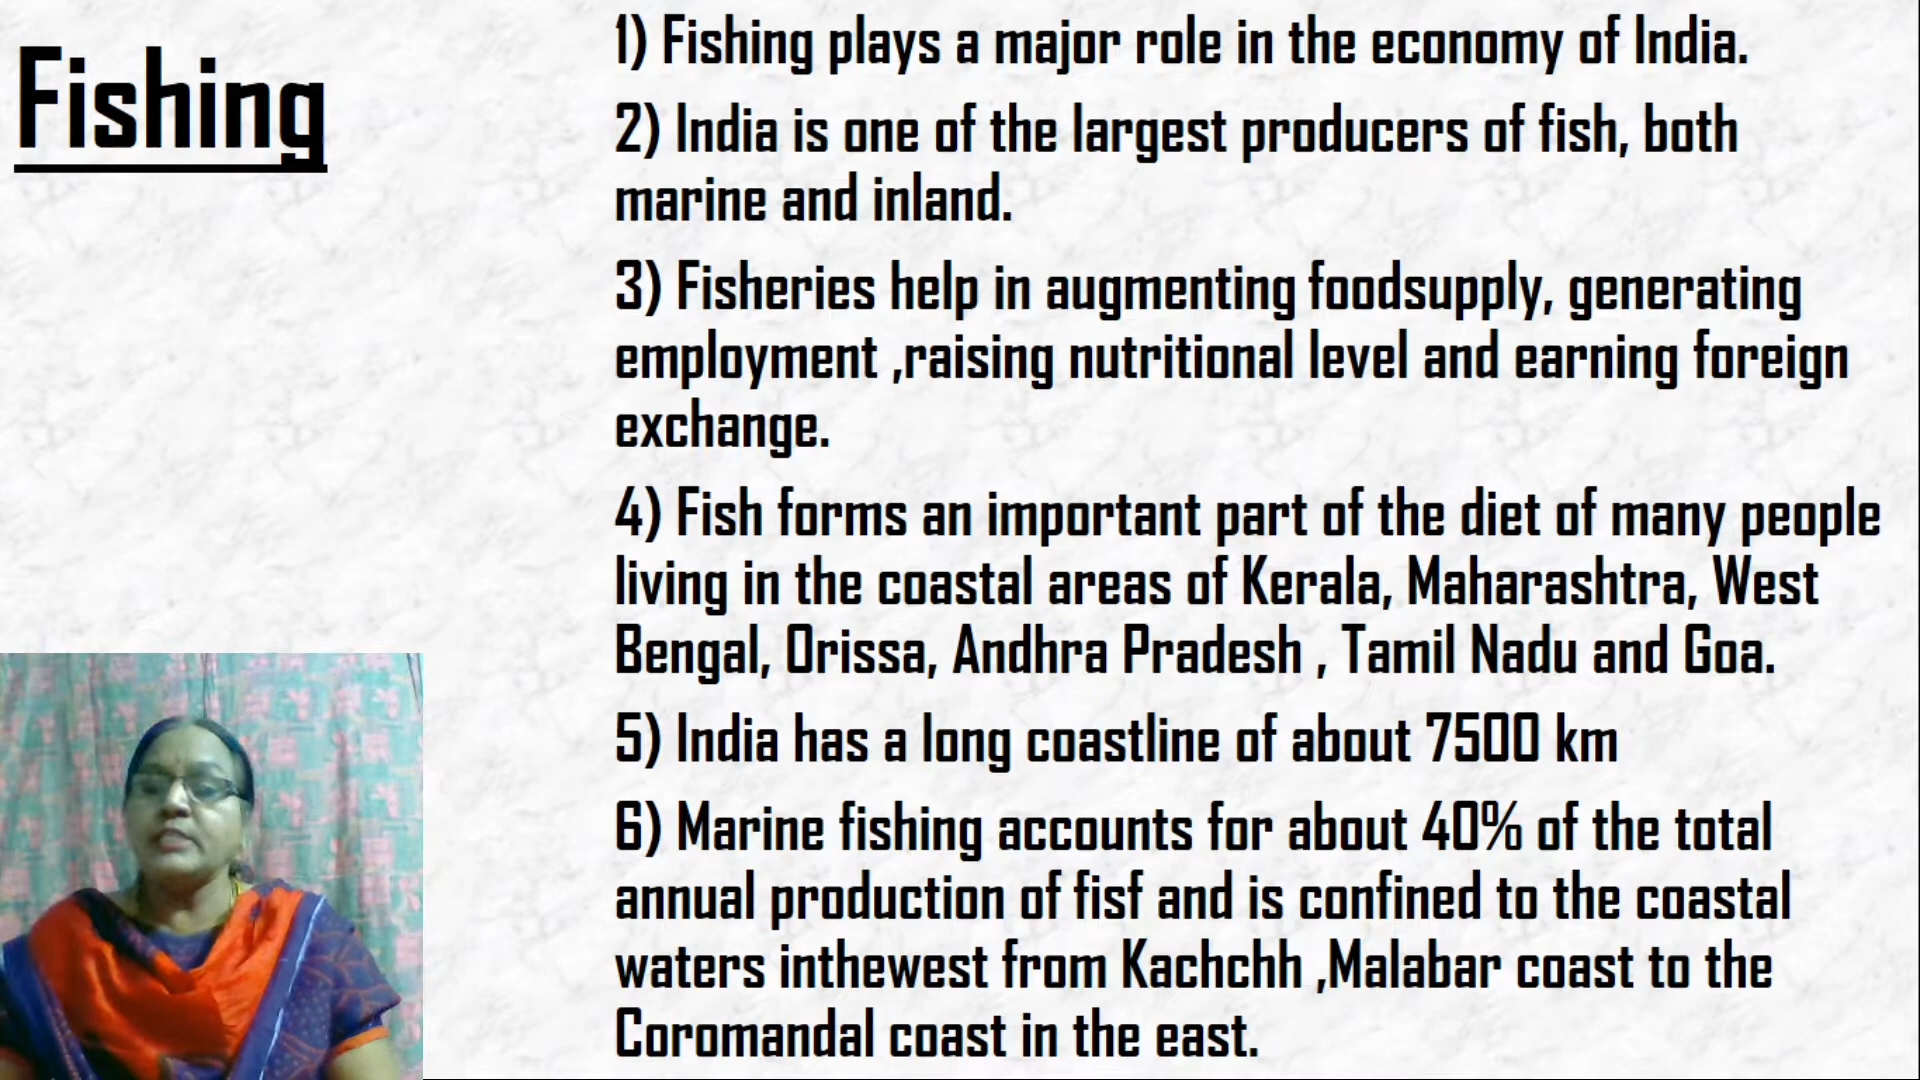 Fishing
1) Fishing plays a major role in the economy of India.
2) India is one of the largest producers of fish, both
marine and inland.
3) Fisheries help in augmenting foodsupply, generating
employment ,raising nutritional level and earning foreign
exchange.
4) Fish forms an important part of the diet of many people
living in the coastal areas of Kerala, Maharashtra, West
Bengal, Orissa, Andhra Pradesh , Tamil Nadu and Goa.
5) India has a long coastline of about 7500 km
6) Marine fishing accounts for about 40% of the total
annual production of fisf and is confined to the coastal
waters inthewest from Kachchh ,Malabar coast to the
Coromandal coast in the east.